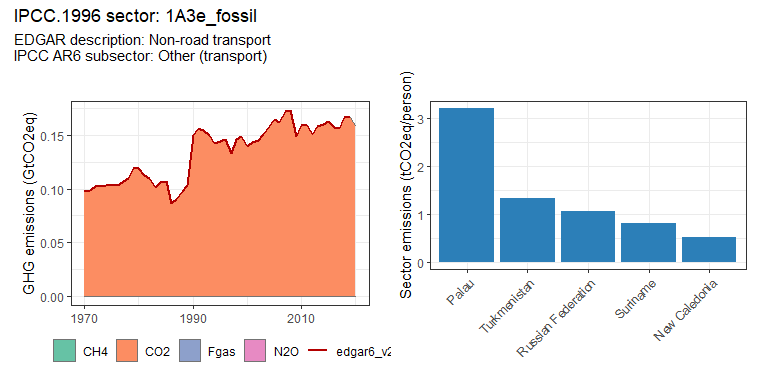 IPCC.1996 sector: 1A3e_fossil
EDGAR description: Non-road transport
IPCC AR6 subsector: Other (transport)
GHG emissions (GtCO2eq)
0.15
0.10
0.05
0.00
1970
1990
2010
CH4
CO2
Fgas
N2O
edgar6_v2
Sector emissions (tCO2eq/person)
3
2
1
0
Palau
Turkmenistan
Russian Federation
Suriname
New Caledonia